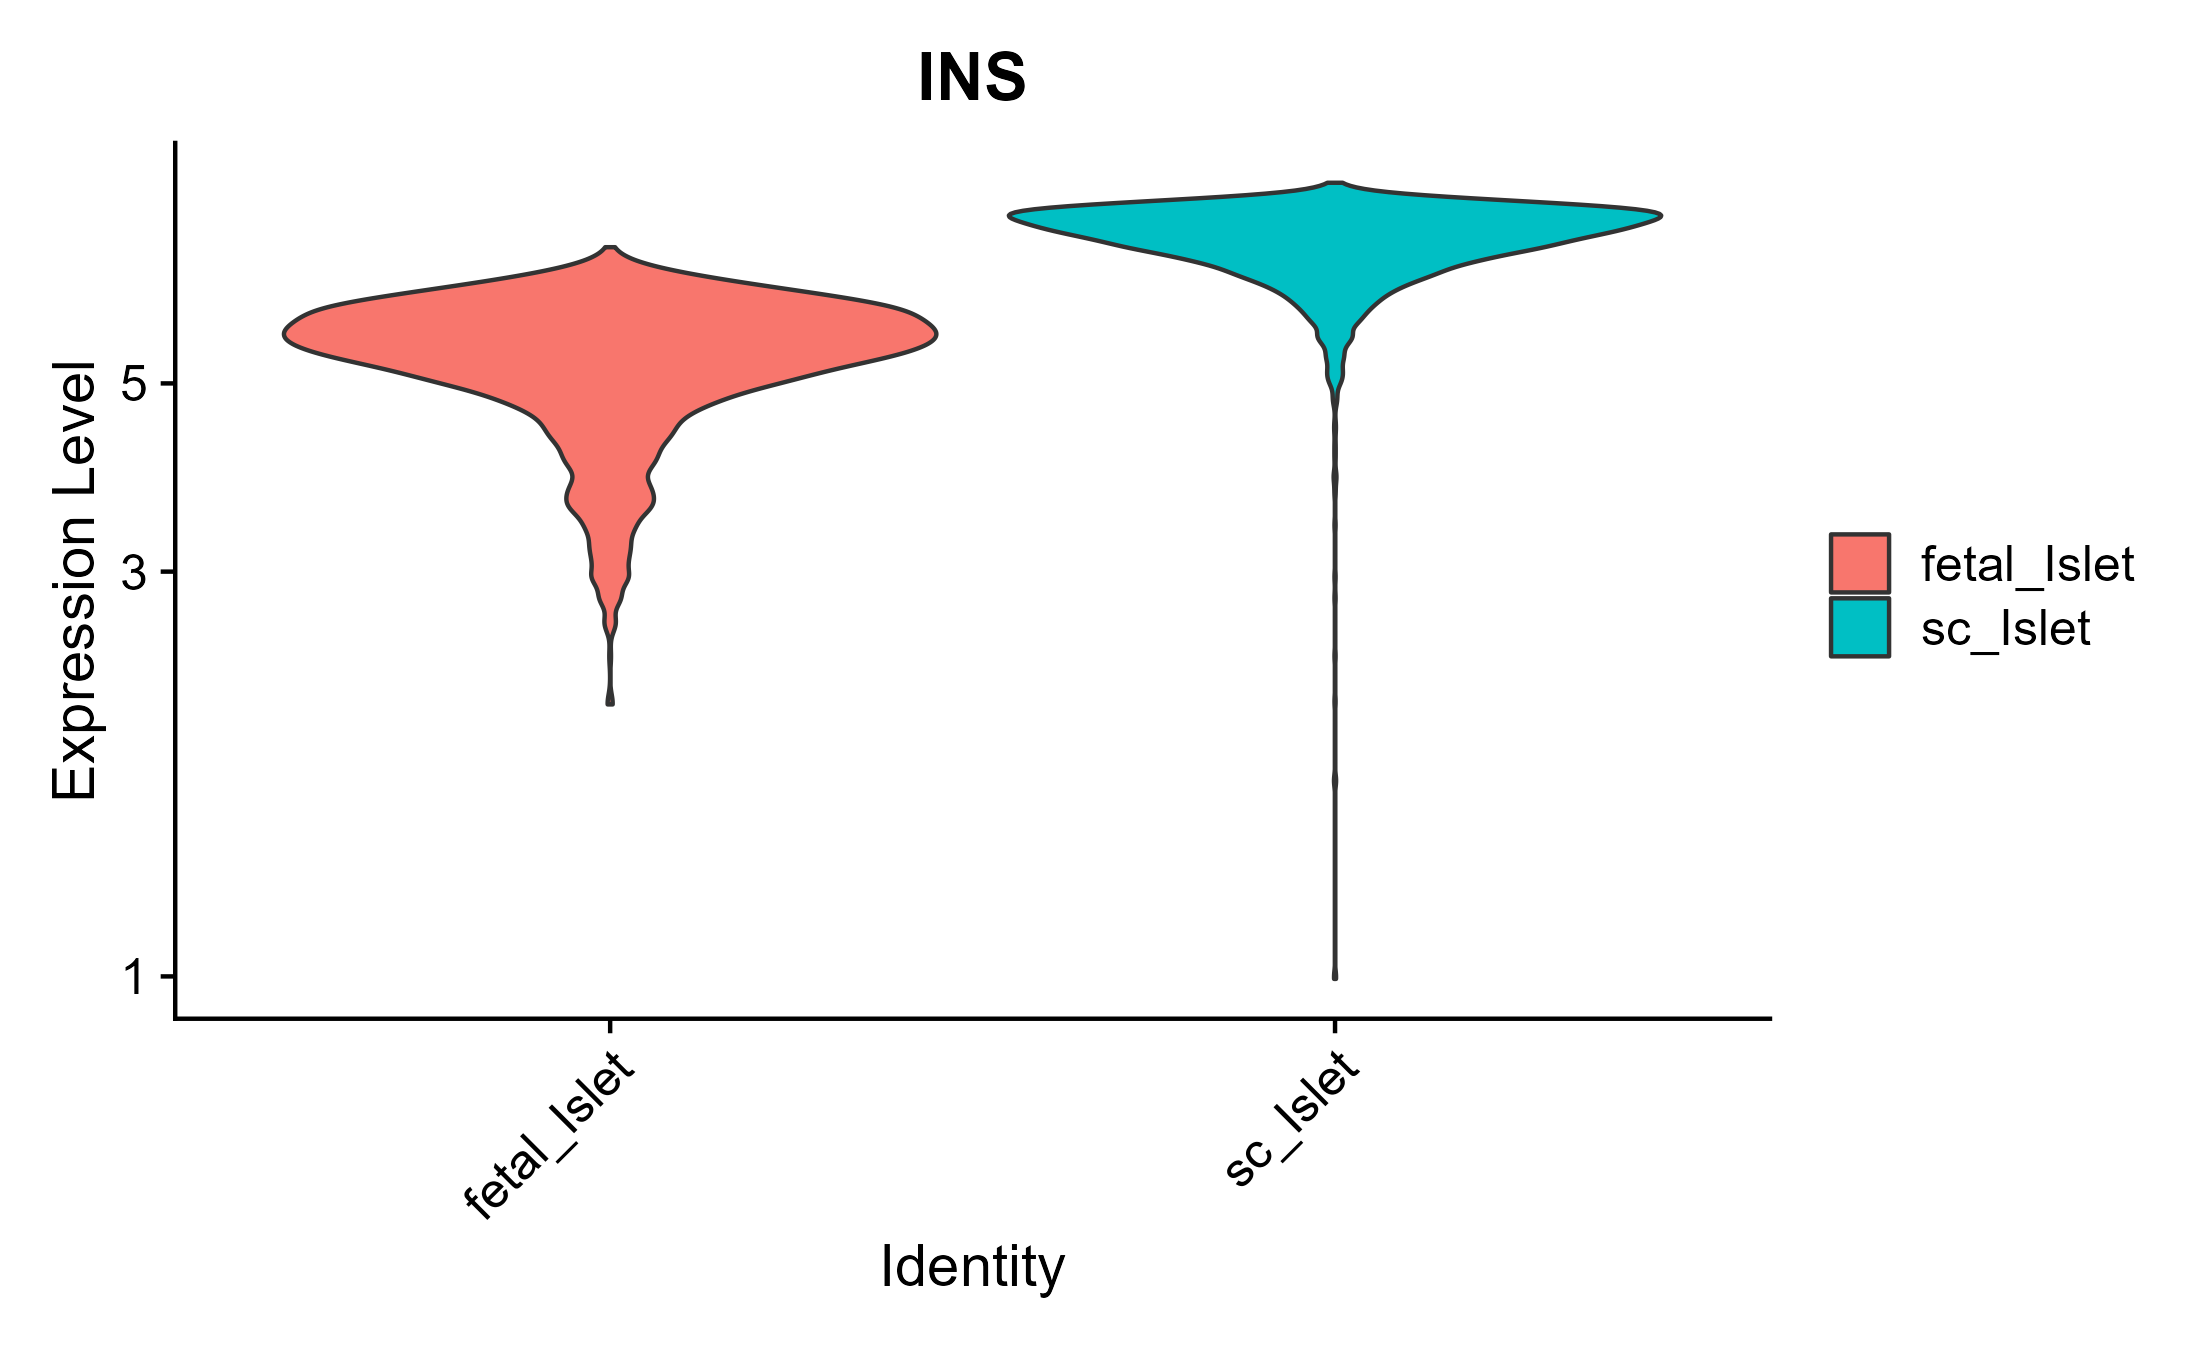 INS
Expression Level
5
3
1
fetal_Islet
sc_Islet
Identity
fetal_Islet
sc_Islet